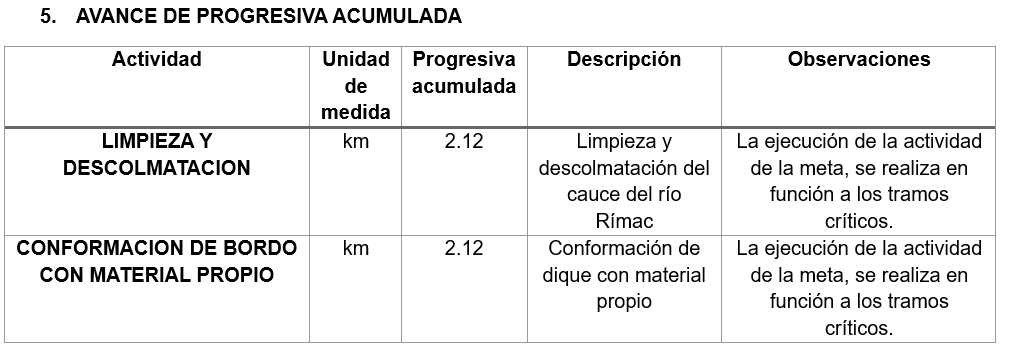 5. AVANCE DE PROGRESIVA ACUMULADA
Actividad
Unidad
de
medida
Progresiva
acumulada
Descripción
Observaciones
LIMPIEZA Y
DESCOLMATACION
km
2.12
Limpieza y
descolmatación del
cauce del río
Rímac
La ejecución de la actividad
de la meta, se realiza en
función a los tramos
críticos.
CONFORMACION DE BORDO
CON MATERIAL PROPIO
km
2.12
Conformación de
dique con material
propio
La ejecución de la actividad
de la meta, se realiza en
función a los tramos
críticos.